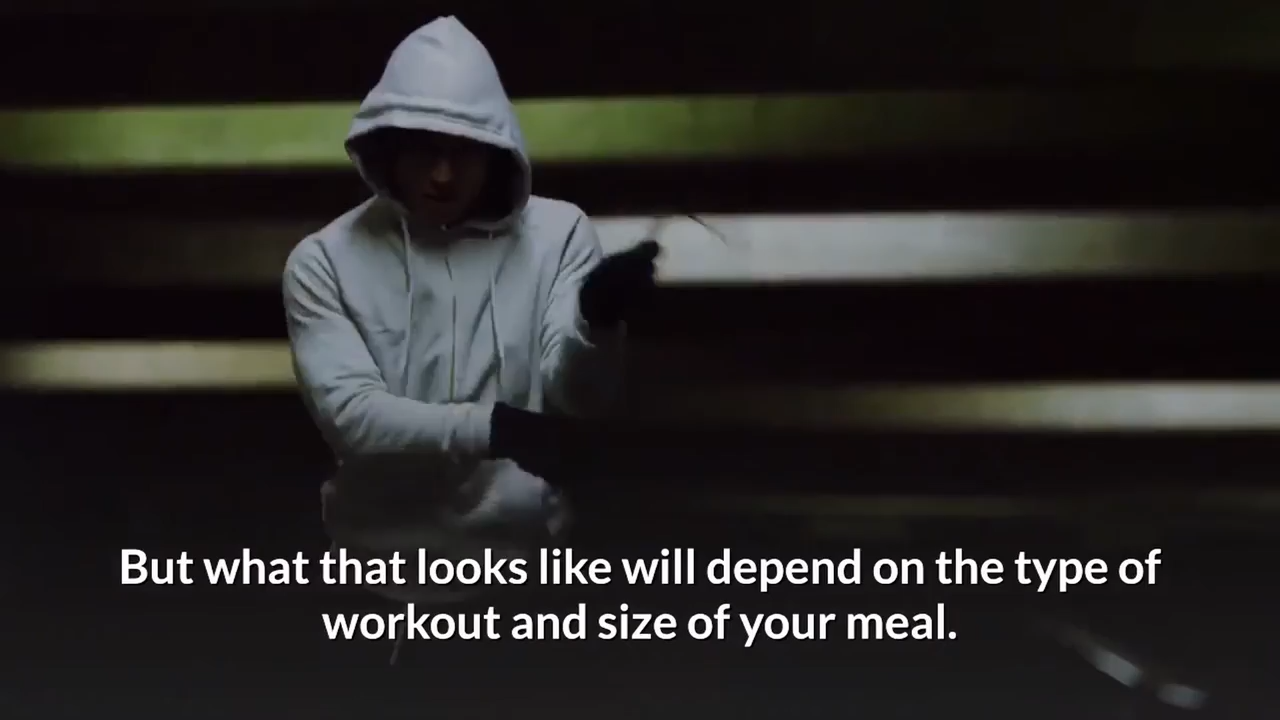 But what that looks like will depend on the type of
workout and size of your meal.